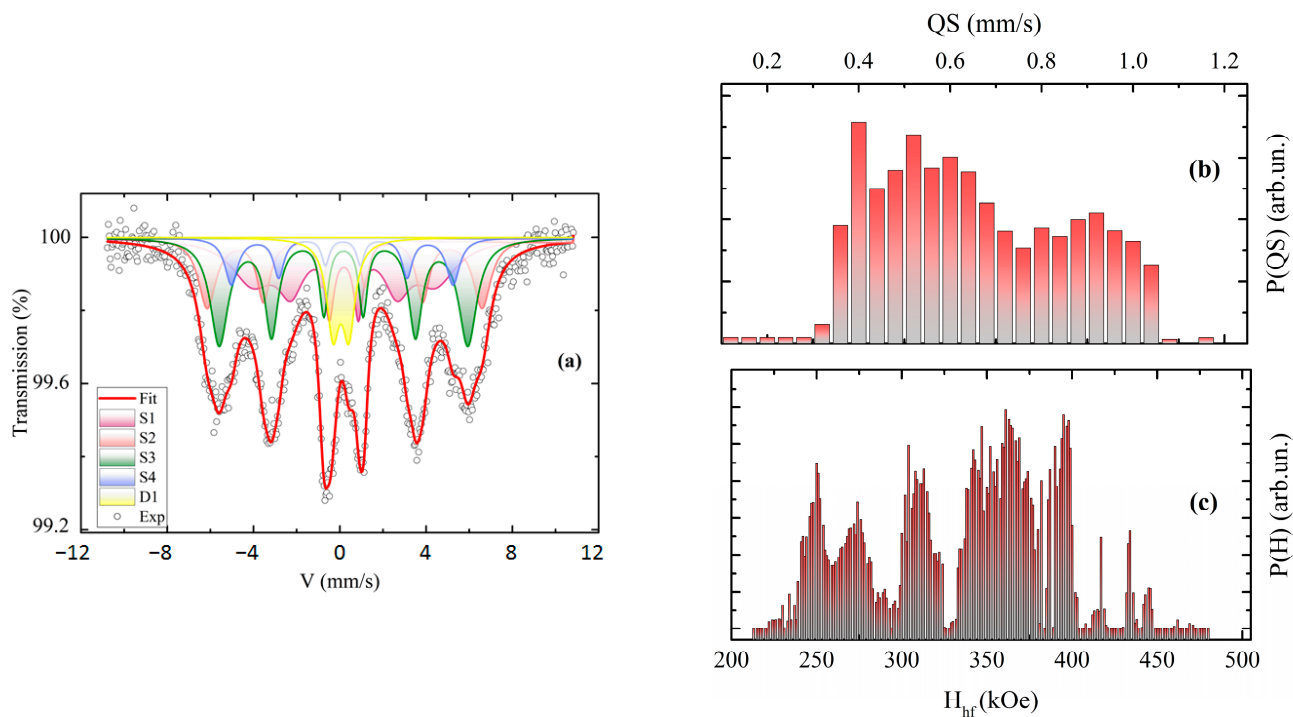 Transmission (%)
100
99.6
99.2
(a)
Fit
S1
S2
S3
S4
D1
Exp
−12
−8
−4
0
4
8
12
V (mm/s)
QS (mm/s)
0.2
0.4
0.6
0.8
1.0
1.2
(b)
P(QS) (arb.un.)
(c)
P(H) (arb.un.)
200
250
300
350
400
450
500
Hhf (kOe)